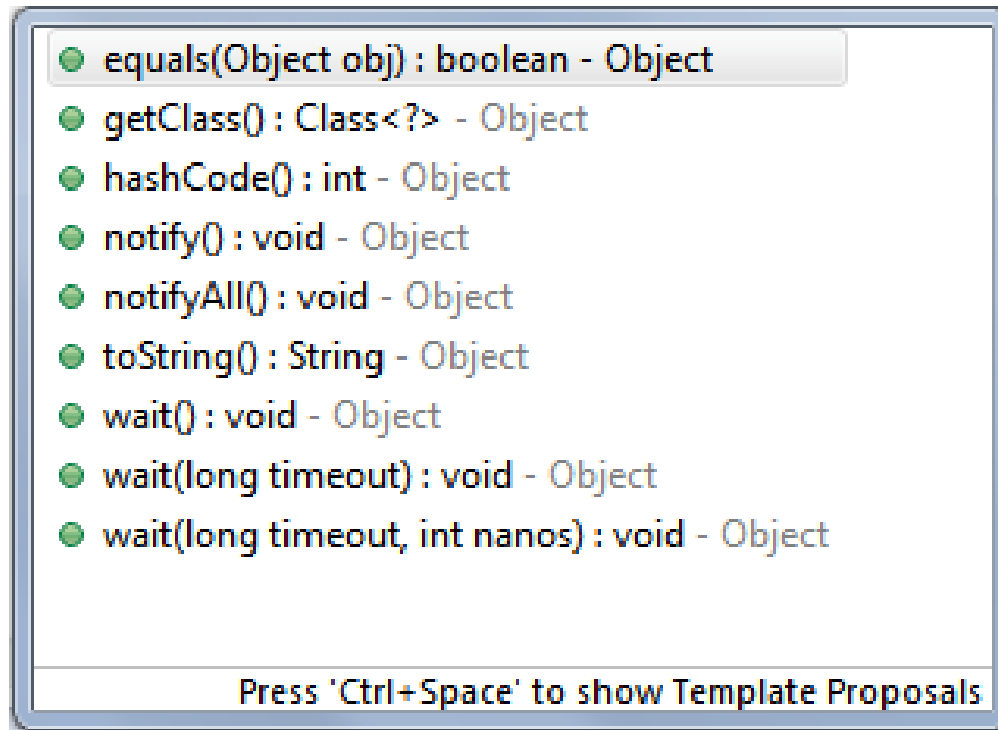 equals(Object obj) : boolean - Object
getClass() : Class<?> - Object
hashCode() : int - Object
notify() : void - Object
notifyAll() : void - Object
toString() : String - Object
wait() : void - Object
wait(long timeout) : void - Object
wait(long timeout, int nanos) : void - Object
Press 'Ctrl+Space' to show Template Proposals